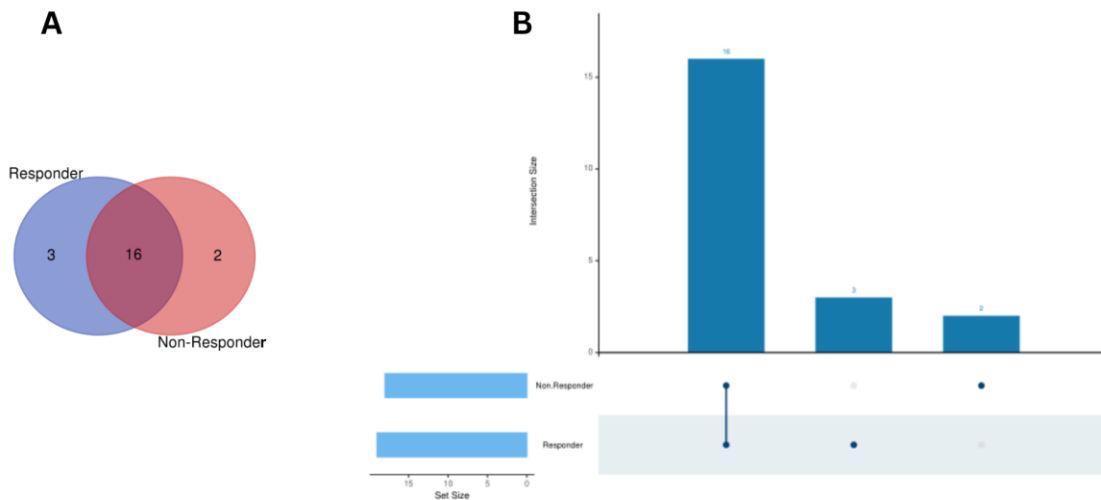 A
Responder
3
16
2
Non-Responder
B
Intersection Size
15
10
5
0
16
3
2
Non.Responder
Responder
15
10
5
0
Set Size